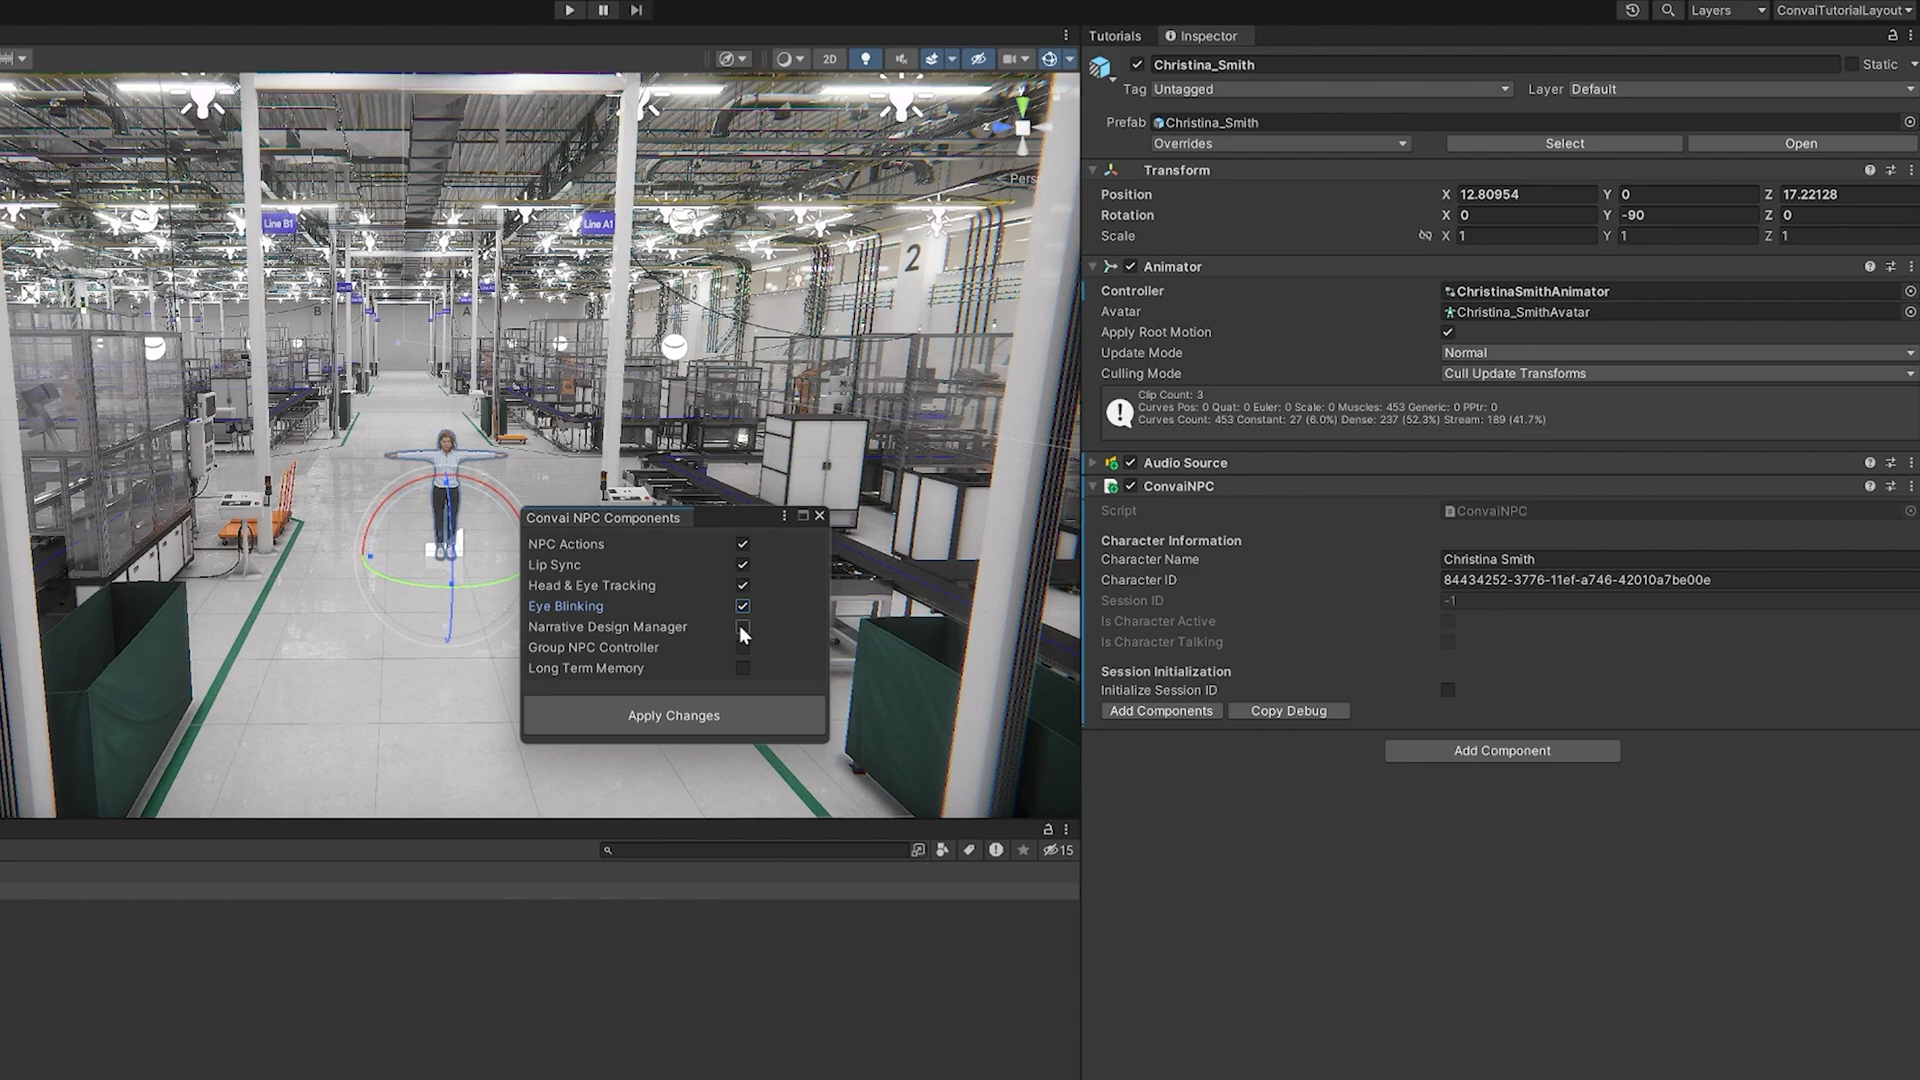 Layers
ConvaiTutorialLayout
Tutorials
Inspector
2D
Christina_Smith
Static
Tag Untagged
Layer Default
Prefab Christina_Smith
Overrides
Select
Open
Transform
Position X 12.80954 Y 0 Z 17.22128
Rotation X 0 Y -90 Z 0
Scale X 1 Y 1 Z 1
Animator
Controller ChristinaSmithAnimator
Avatar Christina_SmithAvatar
Apply Root Motion
Update Mode Normal
Culling Mode Cull Update Transforms
Clip Count: 3
Curves Pos: 0 Quat: 0 Euler: 0 Scale: 0 Muscles: 453 Generic: 0 PPtr: 0
Curves Count: 453 Constant: 27 (6.0%) Dense: 237 (52.3%) Stream: 189 (41.7%)
Audio Source
ConvaiNPC
Script ConvaiNPC
Character Information
Character Name Christina Smith
Character ID 84434252-3776-11ef-a746-42010a7be00e
Session ID -1
Is Character Active
Is Character Talking
Session Initialization
Initialize Session ID
Add Components
Copy Debug
Add Component
z
< Persp
Line B1
Line A1
2
B
A
Convai NPC Components
NPC Actions
Lip Sync
Head & Eye Tracking
Eye Blinking
Narrative Design Manager
Group NPC Controller
Long Term Memory
Apply Changes
15